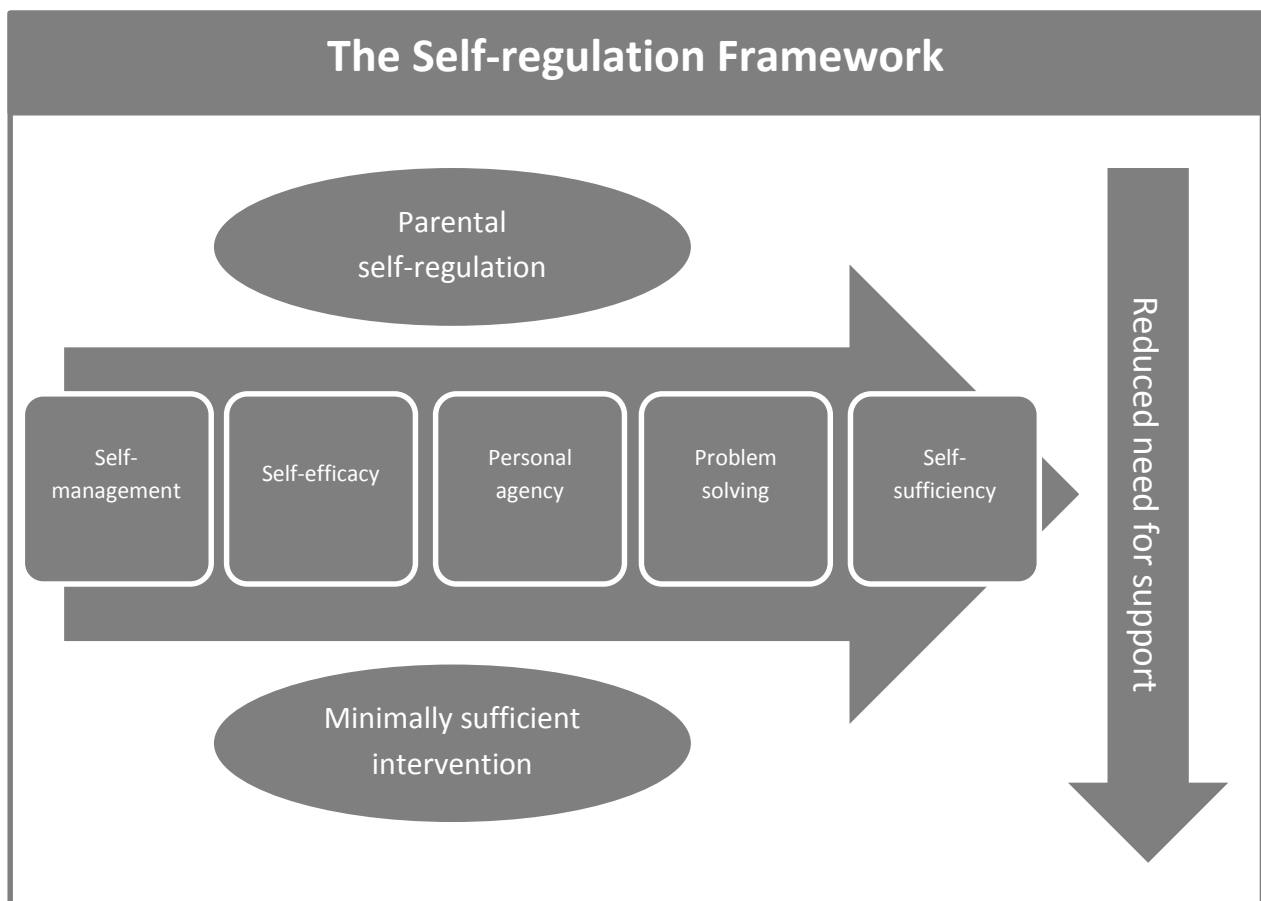 The Self-regulation Framework
Parental
self-regulation
Self-
management
Self-efficacy
Personal
agency
Problem
solving
Self-
sufficiency
Minimally sufficient
intervention
Reduced need for support